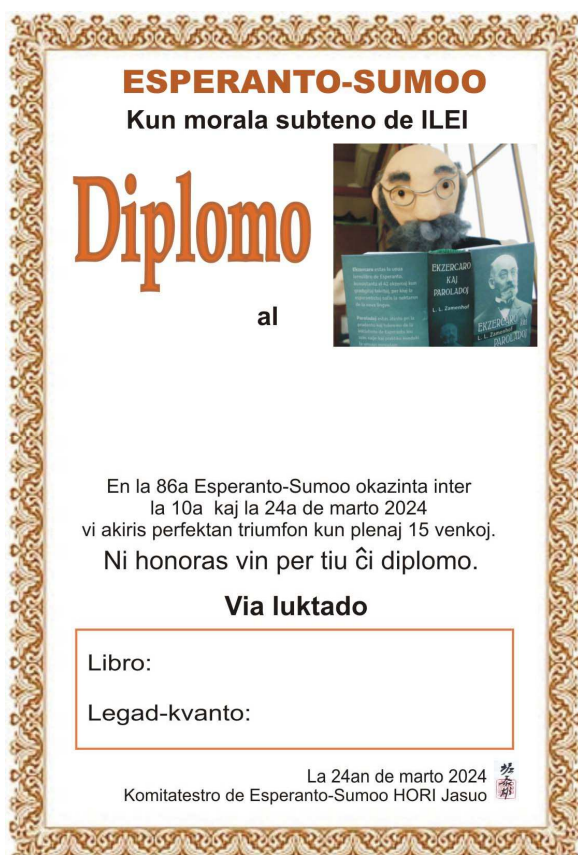 ESPERANTO-SUMOO
Kun morala subteno de ILEI
Diplomo
al
EKZERCARO
KAJ
PAROLADOJ
L. L. Zamenhof
EKZERCARO KAJ
PAROLADOJ
L. L. Zamenhof
En la 86a Esperanto-Sumoo okazinta inter
la 10a kaj la 24a de marto 2024
vi akiris perfektan triumfon kun plenaj 15 venkoj.
Ni honoras vin per tiu ĉi diplomo.
Via luktado
Libro:
Legad-kvanto:
La 24an de marto 2024
Komitatestro de Esperanto-Sumoo HORI Jasuo